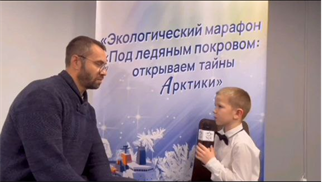 «Экологический марафон
«Под ледяным покровом:
открываем тайны
Арктики»